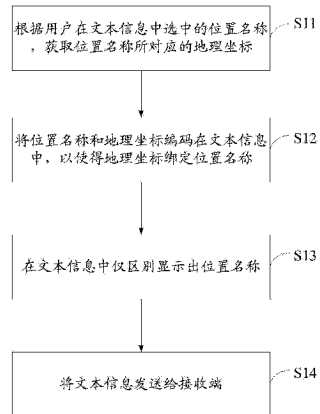 根据用户在文本信息中选中的位置名称
，获取位置名称所对应的地理坐标
S11
将位置名称和地理坐标编码在文本信息
中，以使得地理坐标绑定位置名称
S12
在文本信息中仅区别显示出位置名称
S13
将文本信息发送给接收端
S14